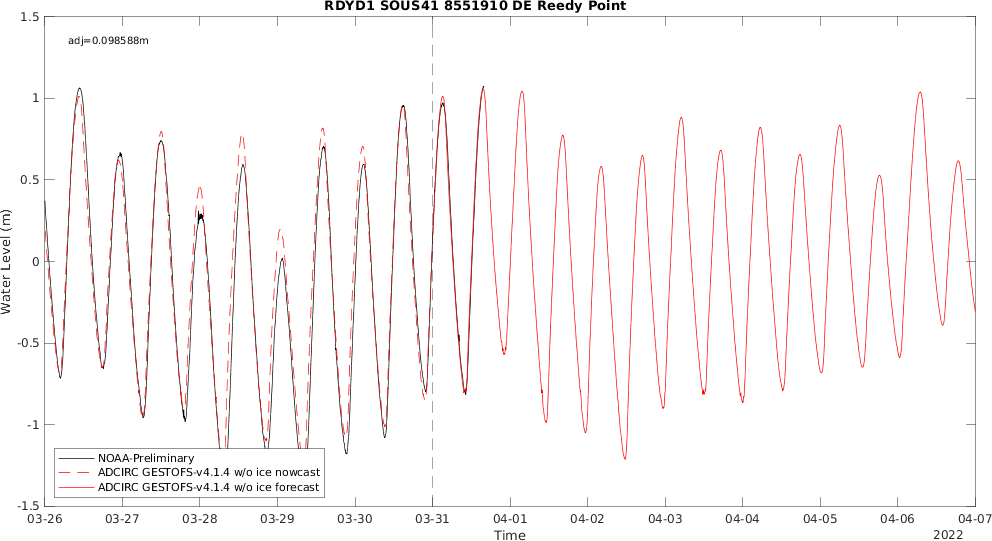 RDYD1 SOUS41 8551910 DE Reedy Point
adj=0.098588m
1.5
1
0.5
0
-0.5
-1
-1.5
Water Level (m)
NOAA-Preliminary
ADCIRC GESTOFS-v4.1.4 w/o ice nowcast
ADCIRC GESTOFS-v4.1.4 w/o ice forecast
03-26 03-27 03-28 03-29 03-30 03-31 04-01 04-02 04-03 04-04 04-05 04-06 04-07
Time
2022